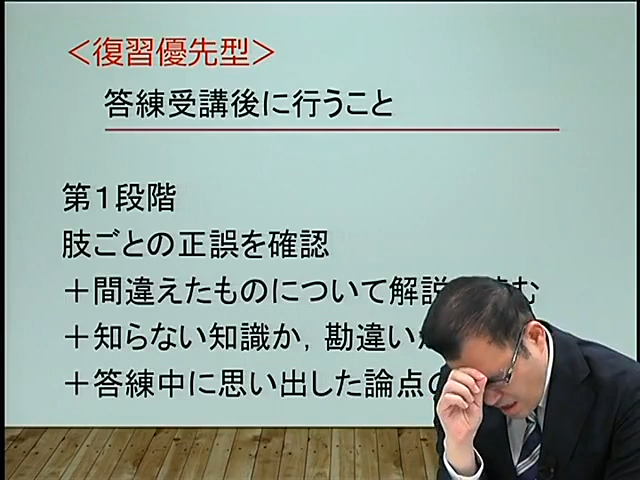 ＜復習優先型＞
答練受講後に行うこと
第１段階
肢ごとの正誤を確認
＋間違えたものについて解説 む
＋知らない知識か，勘違い
＋答練中に思い出した論点の